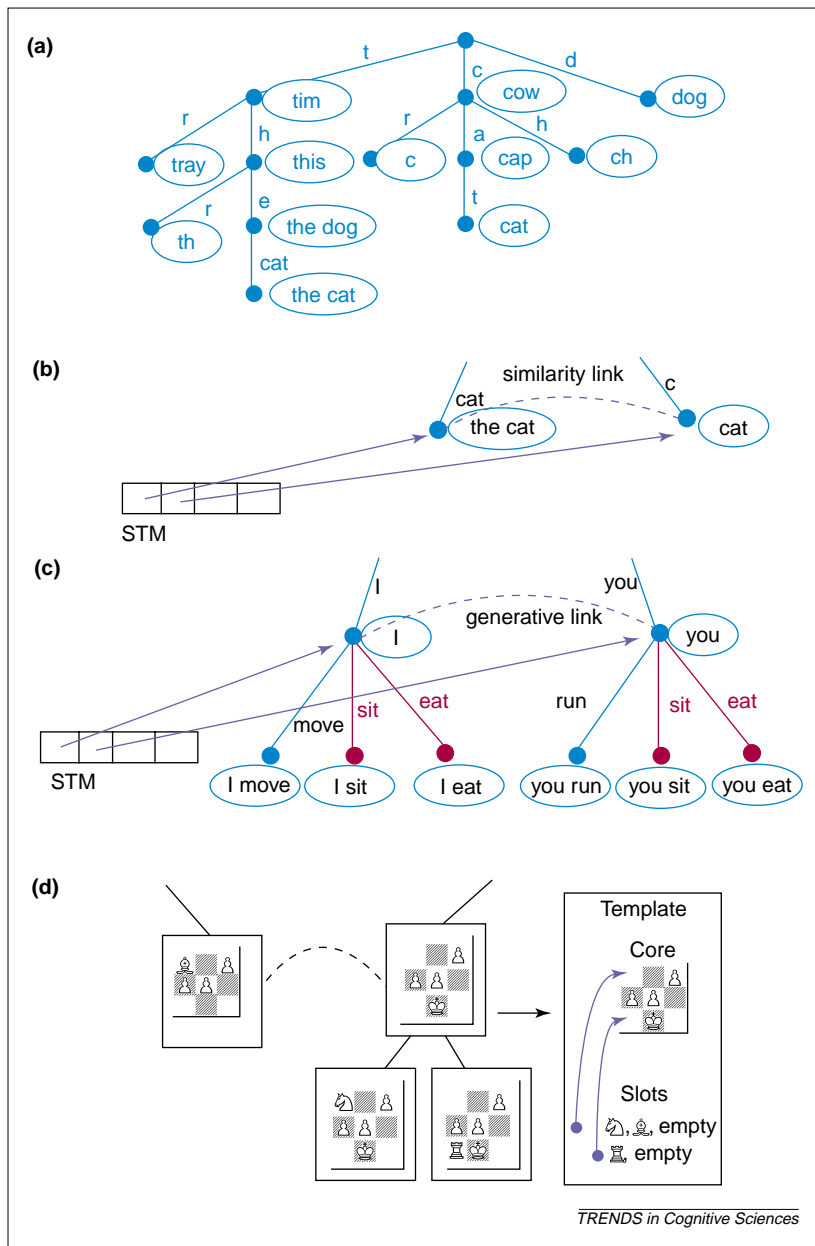 (a)
t
c
d
tim
cow
dog
r
h
r
a
h
tray
this
c
cap
ch
r
e
t
th
the dog
cat
cat
the cat
(b)
similarity link
cat
c
the cat
cat
STM
(c)
I
you
generative link
I
you
move
sit
eat
run
sit
eat
STM
I move
I sit
I eat
you run
you sit
you eat
(d)
Template
Core
Slots
♘, ♗, empty
♖, empty
TRENDS in Cognitive Sciences